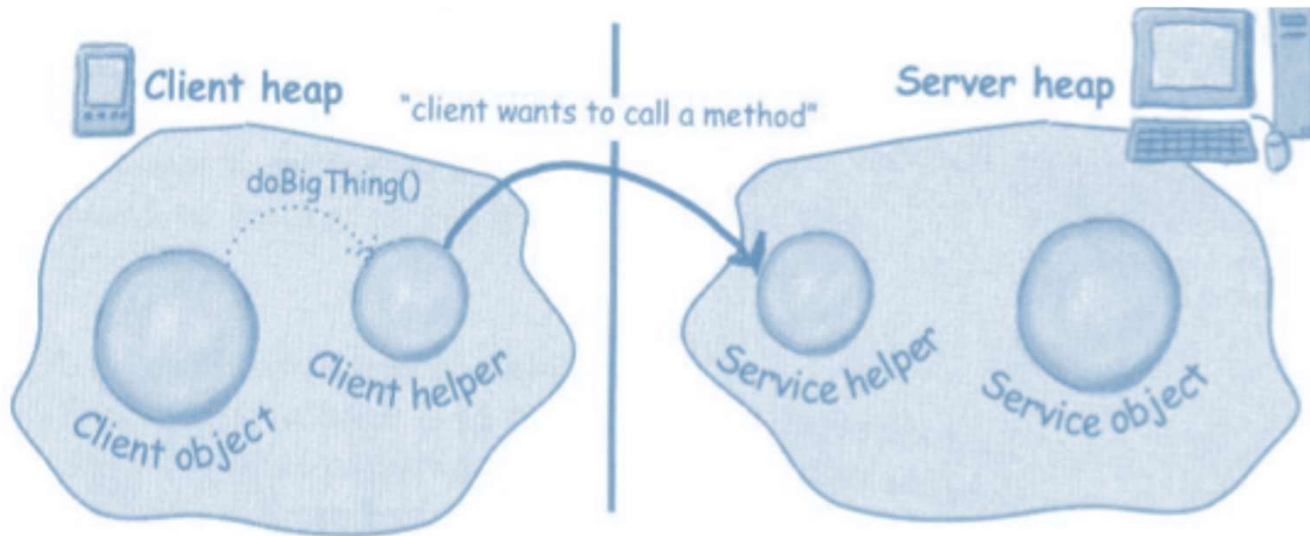 Client heap
Server heap
"client wants to call a method"
doBigThing()
Client object
Client helper
Service helper
Service object